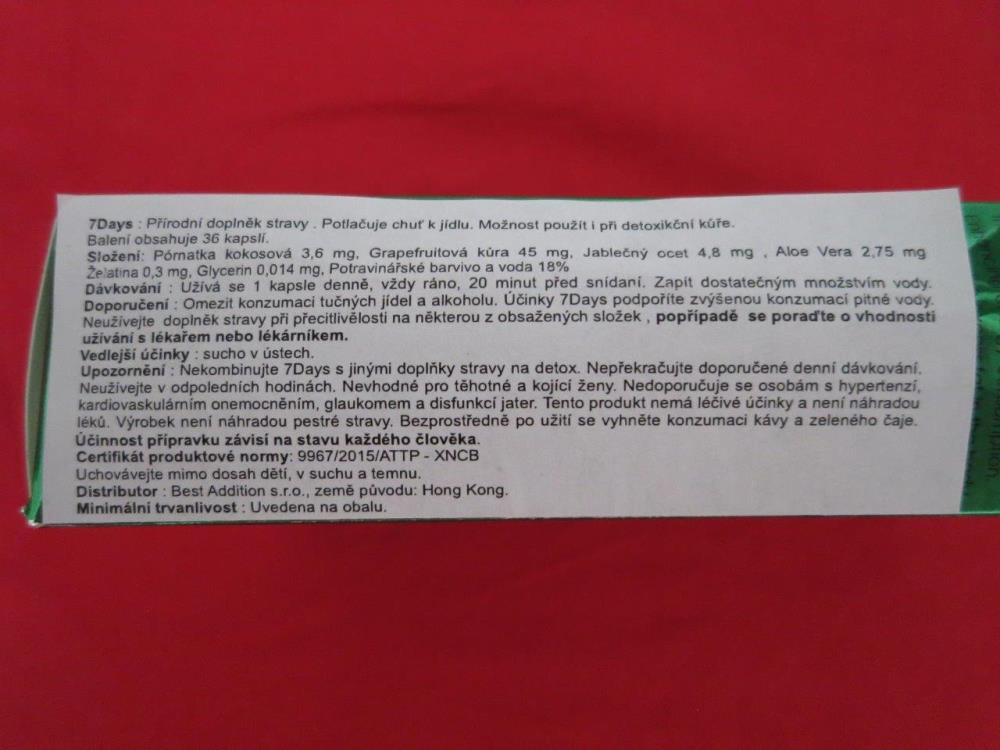 7Days : Přírodní doplněk stravy . Potlačuje chuť k jídlu. Možnost použít i při detoxikční kúře.
Balení obsahuje 36 kapslí.
Složení: Pórnatka kokosová 3,6 mg, Grapefruitová kůra 45 mg, Jablečný ocet 4,8 mg , Aloe Vera 2,75 mg
Želatina 0,3 mg, Glycerin 0,014 mg, Potravinářské barvivo a voda 18%
Dávkování : Užívá se 1 kapsle denně, vždy ráno, 20 minut před snídaní. Zapít dostatečným množstvím vody.
Doporučení : Omezit konzumaci tučných jídel a alkoholu. Účinky 7Days podpoříte zvýšenou konzumací pitné vody.
Neužívejte doplněk stravy při přecitlivělosti na některou z obsažených složek , popřípadě se poraďte o vhodnosti
užívání s lékařem nebo lékárníkem.
Vedlejší účinky : sucho v ústech.
Upozornění : Nekombinujte 7Days s jinými doplňky stravy na detox. Nepřekračujte doporučené denní dávkování.
Neužívejte v odpoledních hodinách. Nevhodné pro těhotné a kojící ženy. Nedoporučuje se osobám s hypertenzí,
kardiovaskulárním onemocněním, glaukomem a disfunkcí jater. Tento produkt nemá léčivé účinky a není náhradou
léků. Výrobek není náhradou pestré stravy. Bezprostředně po užití se vyhněte konzumaci kávy a zeleného čaje.
Účinnost přípravku závisí na stavu každého člověka.
Certifikát produktové normy: 9967/2015/ATTP - XNCB
Uchovávejte mimo dosah dětí, v suchu a temnu.
Distributor : Best Addition s.r.o., země původu: Hong Kong.
Minimální trvanlivost : Uvedena na obalu.